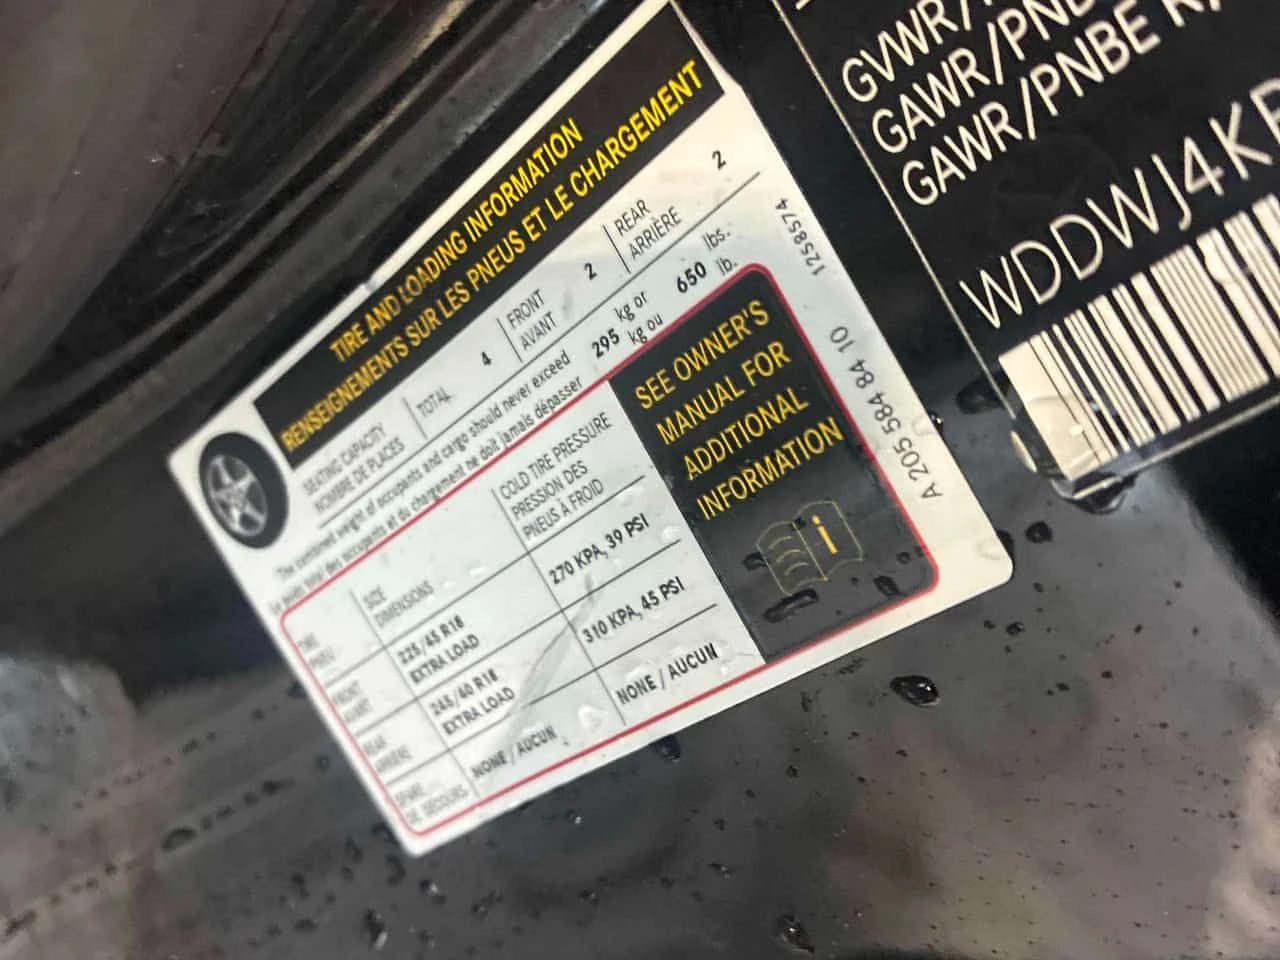 TIRE AND LOADING INFORMATION
RENSEIGNEMENTS SUR LES PNEUS ET LE CHARGEMENT
SEATING CAPACITY
NOMBRE DE PLACES
TOTAL 4
FRONT
AVANT
2
REAR
ARRIÈRE
2
The combined weight of occupants and cargo should never exceed 295 kg or 650 lbs.
Le poids total des occupants et du chargement ne doit jamais dépasser kg ou lb.
TIRE
PNEU
SIZE
DIMENSIONS
COLD TIRE PRESSURE
PRESSION DES
PNEUS À FROID
FRONT
AVANT
225/45 R18
EXTRA LOAD
270 KPA, 39 PSI
REAR
ARRIÈRE
245/40 R18
EXTRA LOAD
310 KPA, 45 PSI
SPARE
DE SECOURS
NONE / AUCUN
NONE / AUCUN
SEE OWNER'S
MANUAL FOR
ADDITIONAL
INFORMATION
i
1258574
A 205 584 84 10
GVWR/
GAWR/PNB
GAWR/PNBE R
WDDWJ4K